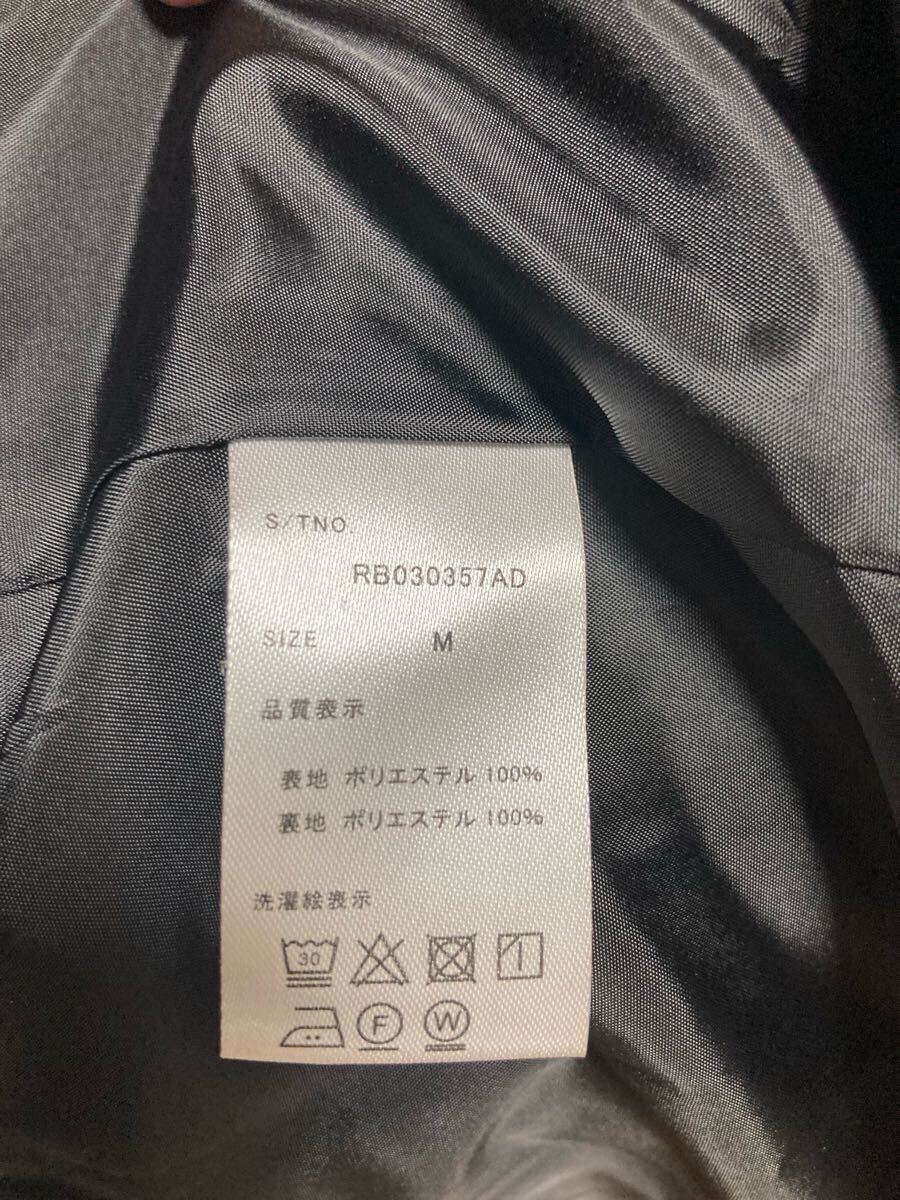 S/TNO.
RB030357AD
SIZE M
品質表示
表地 ポリエステル 100%
裏地 ポリエステル 100%
洗濯絵表示
30
F W